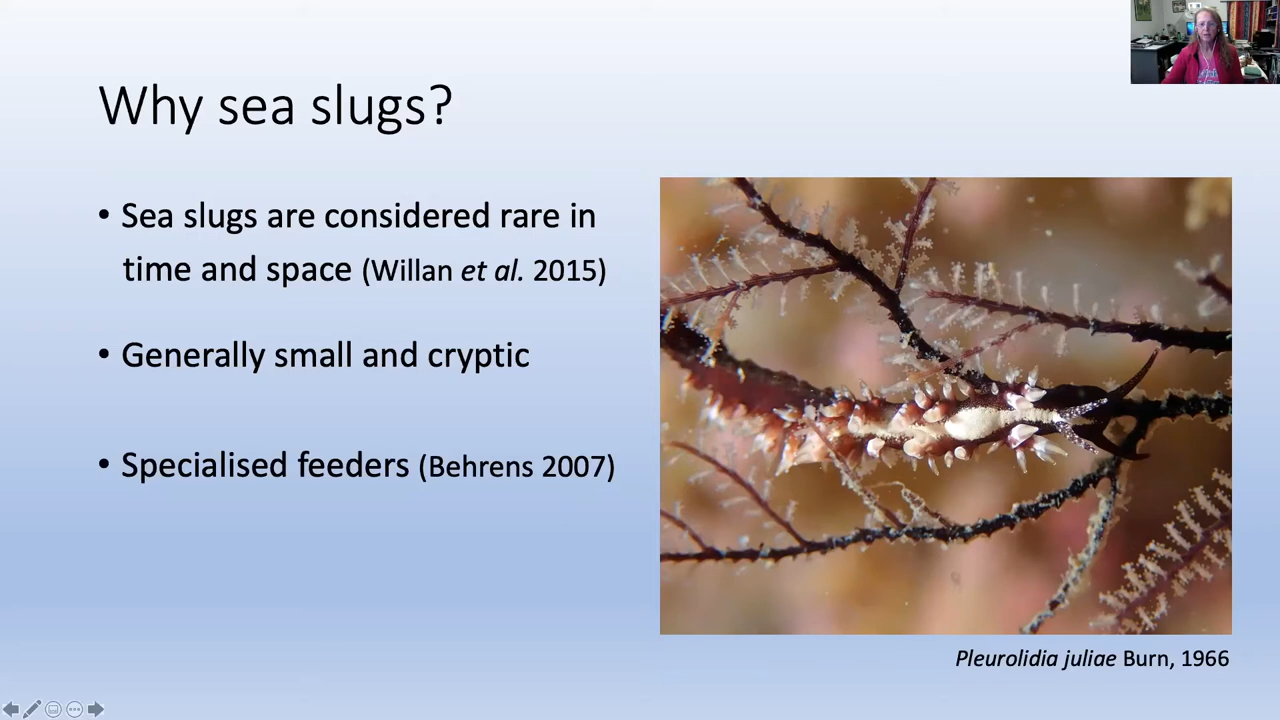 Why sea slugs?
• Sea slugs are considered rare in
time and space (Willan et al. 2015)
• Generally small and cryptic
• Specialised feeders (Behrens 2007)
Pleurolidia juliae Burn, 1966